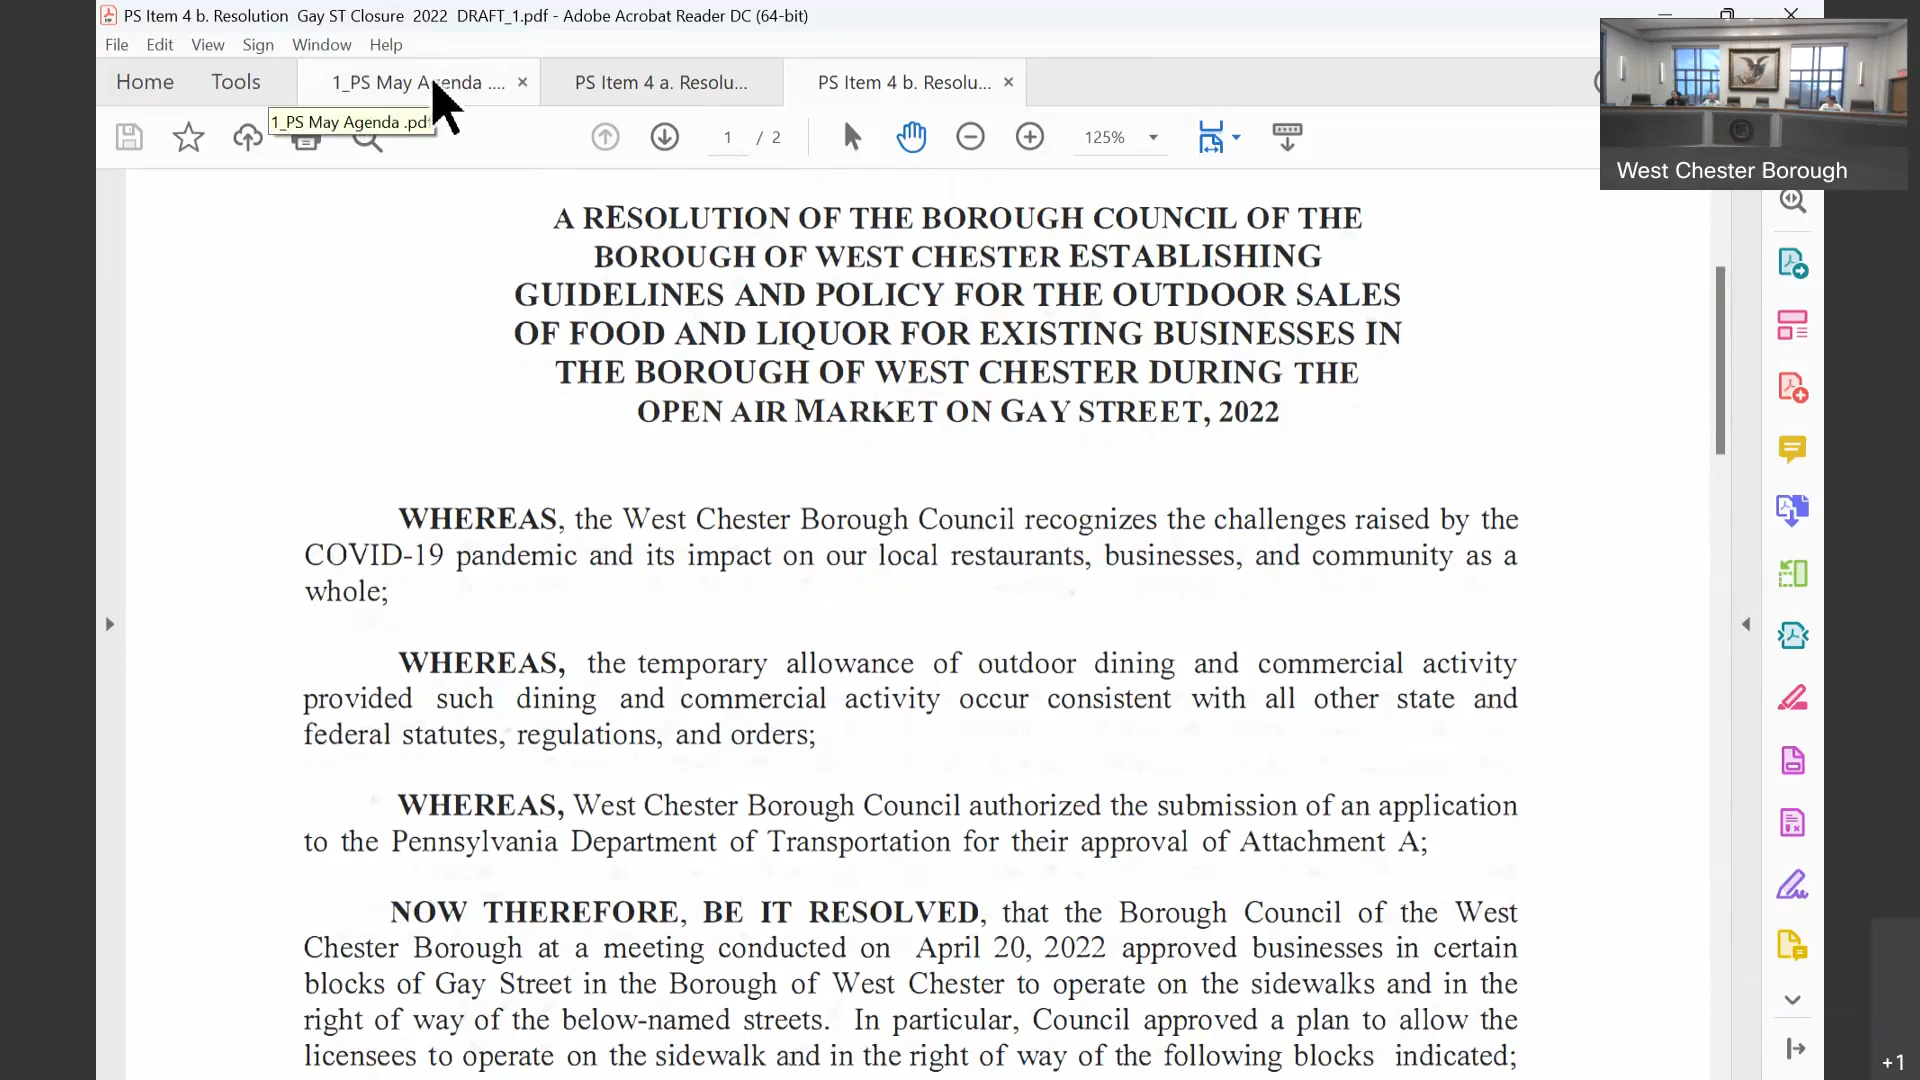 PS Item 4 b. Resolution Gay ST Closure 2022 DRAFT_1.pdf - Adobe Acrobat Reader DC (64-bit)
File Edit View Sign Window Help
Home Tools 1_PS May Agenda .... PS Item 4 a. Resolu... PS Item 4 b. Resolu...
1_PS May Agenda .pdf
1 / 2 125%
West Chester Borough
A RESOLUTION OF THE BOROUGH COUNCIL OF THE
BOROUGH OF WEST CHESTER ESTABLISHING
GUIDELINES AND POLICY FOR THE OUTDOOR SALES
OF FOOD AND LIQUOR FOR EXISTING BUSINESSES IN
THE BOROUGH OF WEST CHESTER DURING THE
OPEN AIR MARKET ON GAY STREET, 2022
WHEREAS, the West Chester Borough Council recognizes the challenges raised by the
COVID-19 pandemic and its impact on our local restaurants, businesses, and community as a
whole;
WHEREAS, the temporary allowance of outdoor dining and commercial activity
provided such dining and commercial activity occur consistent with all other state and
federal statutes, regulations, and orders;
WHEREAS, West Chester Borough Council authorized the submission of an application
to the Pennsylvania Department of Transportation for their approval of Attachment A;
NOW THEREFORE, BE IT RESOLVED, that the Borough Council of the West
Chester Borough at a meeting conducted on April 20, 2022 approved businesses in certain
blocks of Gay Street in the Borough of West Chester to operate on the sidewalks and in the
right of way of the below-named streets. In particular, Council approved a plan to allow the
licensees to operate on the sidewalk and in the right of way of the following blocks indicated;
+1